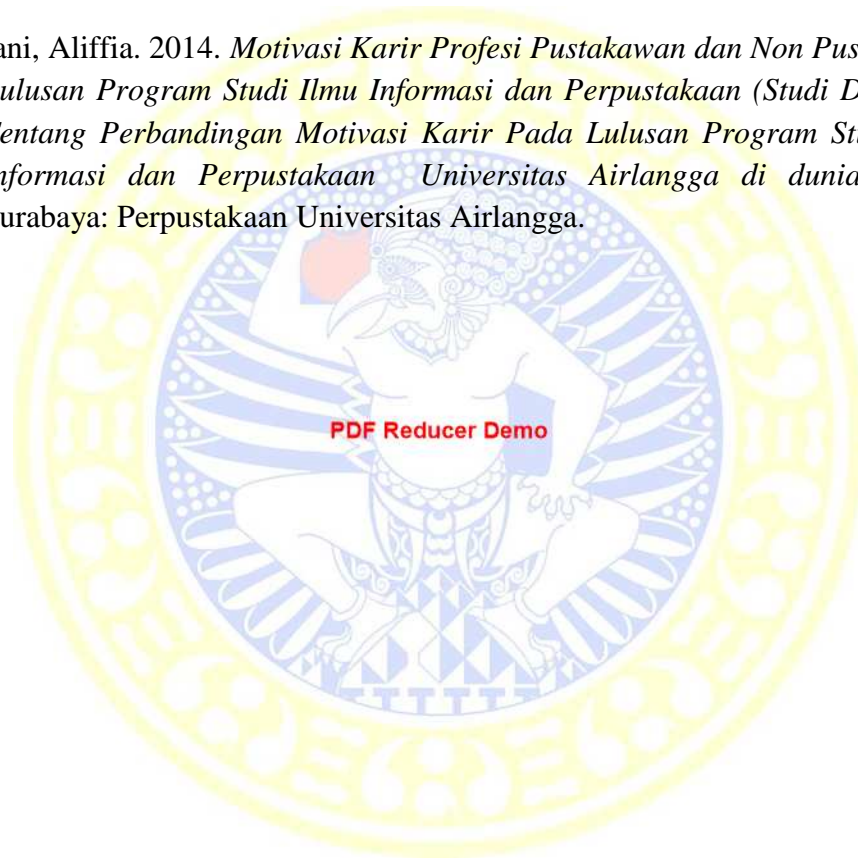 ani, Aliffia. 2014. Motivasi Karir Profesi Pustakawan dan Non Pus
ulusan Program Studi Ilmu Informasi dan Perpustakaan (Studi D
entang Perbandingan Motivasi Karir Pada Lulusan Program Stu
nformasi dan Perpustakaan Universitas Airlangga di dunia
urabaya: Perpustakaan Universitas Airlangga.
PDF Reducer Demo